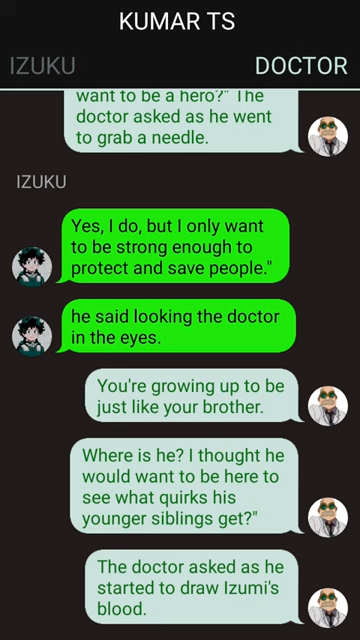 KUMAR TS
IZUKU
DOCTOR
want to be a hero?" The
doctor asked as he went
to grab a needle.
IZUKU
Yes, I do, but I only want
to be strong enough to
protect and save people."
he said looking the doctor
in the eyes.
You're growing up to be
just like your brother.
Where is he? I thought he
would want to be here to
see what quirks his
younger siblings get?"
The doctor asked as he
started to draw Izumi's
blood.